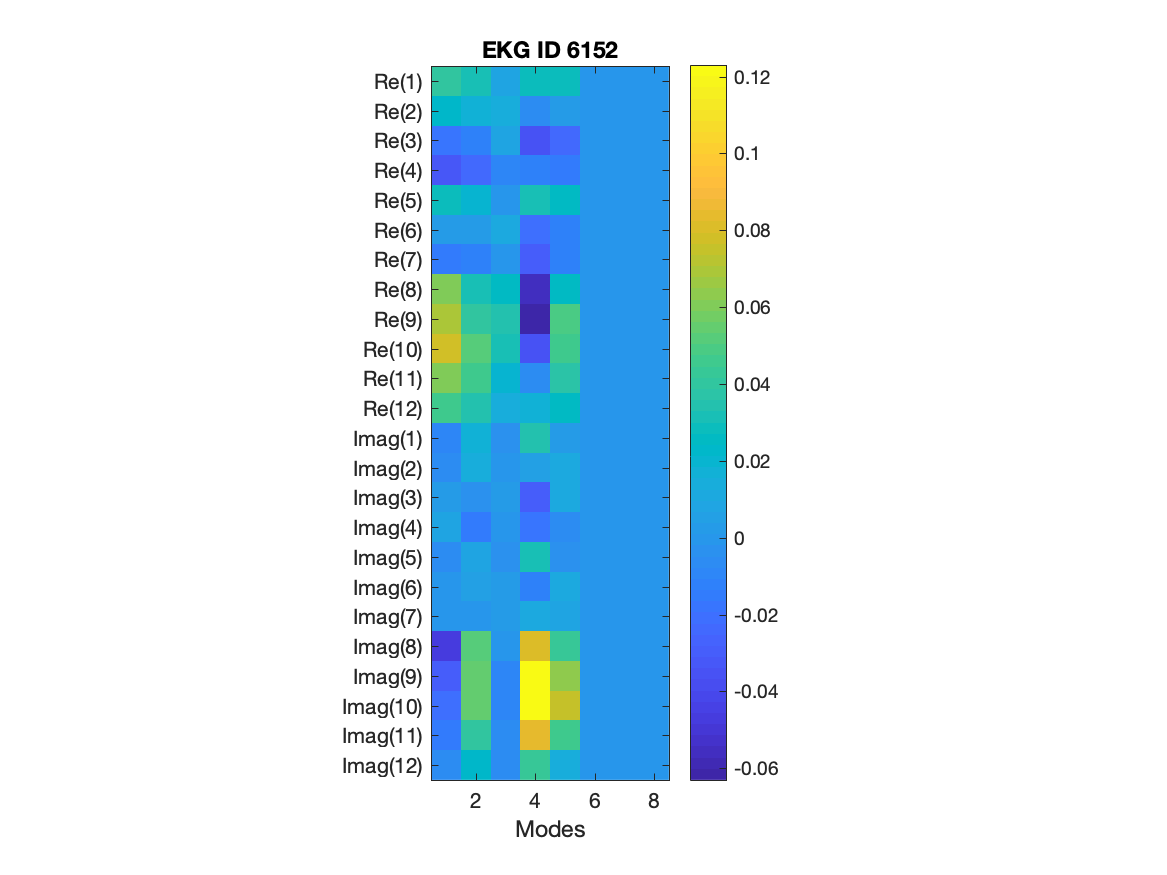 EKG ID 6152
Re(1)
Re(2)
Re(3)
Re(4)
Re(5)
Re(6)
Re(7)
Re(8)
Re(9)
Re(10)
Re(11)
Re(12)
Imag(1)
Imag(2)
Imag(3)
Imag(4)
Imag(5)
Imag(6)
Imag(7)
Imag(8)
Imag(9)
Imag(10)
Imag(11)
Imag(12)
2 4 6 8
Modes
0.12
0.1
0.08
0.06
0.04
0.02
0
-0.02
-0.04
-0.06